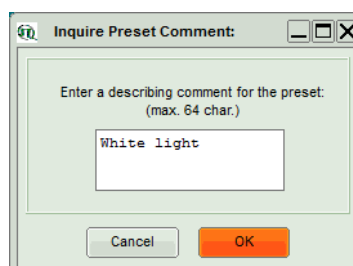 Inquire Preset Comment:
Enter a describing comment for the preset:
(max. 64 char.)
White light
Cancel
OK